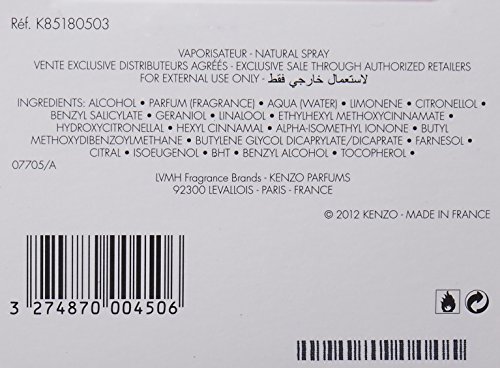 Réf. K85180503
VAPORISATEUR - NATURAL SPRAY
VENTE EXCLUSIVE DISTRIBUTEURS AGRÉÉS - EXCLUSIVE SALE THROUGH AUTHORIZED RETAILERS
FOR EXTERNAL USE ONLY - لاستعمال خارجي فقط
INGREDIENTS: ALCOHOL • PARFUM (FRAGRANCE) • AQUA (WATER) • LIMONENE • CITRONELLOL •
BENZYL SALICYLATE • GERANIOL • LINALOOL • ETHYLHEXYL METHOXYCINNAMATE •
HYDROXYCITRONELLAL • HEXYL CINNAMAL • ALPHA-ISOMETHYL IONONE • BUTYL
METHOXYDIBENZOYLMETHANE • BUTYLENE GLYCOL DICAPRYLATE/DICAPRATE • FARNESOL •
CITRAL • ISOEUGENOL • BHT • BENZYL ALCOHOL • TOCOPHEROL •
07705/A
LVMH Fragrance Brands - KENZO PARFUMS
92300 LEVALLOIS - PARIS - FRANCE
© 2012 KENZO - MADE IN FRANCE
3 274870 004506